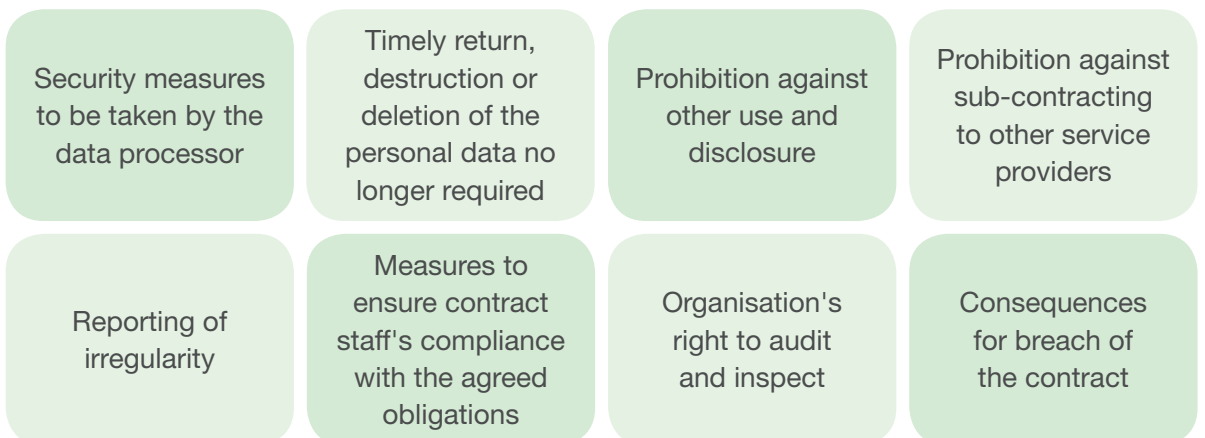 Security measures
to be taken by the
data processor
Timely return,
destruction or
deletion of the
personal data no
longer required
Prohibition against
other use and
disclosure
Prohibition against
sub-contracting
to other service
providers
Reporting of
irregularity
Measures to
ensure contract
staff's compliance
with the agreed
obligations
Organisation's
right to audit
and inspect
Consequences
for breach of
the contract